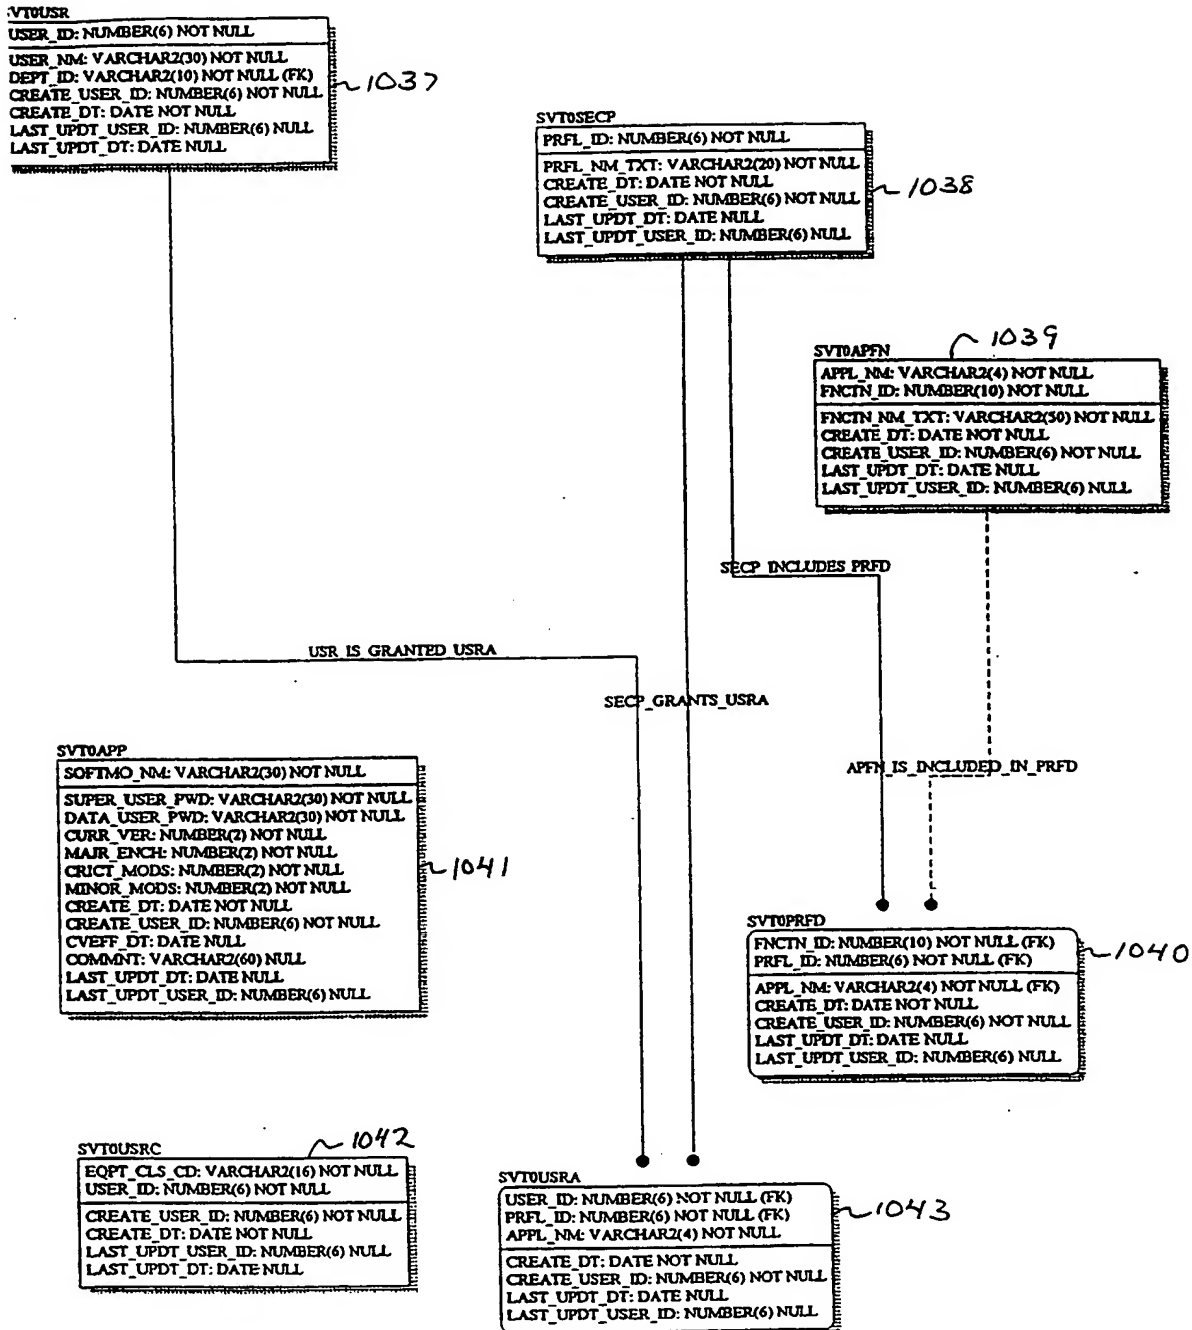 SVT0USR
USER_ID: NUMBER(6) NOT NULL
USER_NM: VARCHAR2(30) NOT NULL
DEPT_ID: VARCHAR2(10) NOT NULL (FK)
CREATE_USER_ID: NUMBER(6) NOT NULL
CREATE_DT: DATE NOT NULL
LAST_UPDT_USER_ID: NUMBER(6) NULL
LAST_UPDT_DT: DATE NULL
1037
SVT0SECP
PRFL_ID: NUMBER(6) NOT NULL
PRFL_NM_TXT: VARCHAR2(20) NOT NULL
CREATE_DT: DATE NOT NULL
CREATE_USER_ID: NUMBER(6) NOT NULL
LAST_UPDT_DT: DATE NULL
LAST_UPDT_USER_ID: NUMBER(6) NULL
1038
1039
SVT0APFN
APPL_NM: VARCHAR2(4) NOT NULL
FNCTN_ID: NUMBER(10) NOT NULL
FNCTN_NM_TXT: VARCHAR2(50) NOT NULL
CREATE_DT: DATE NOT NULL
CREATE_USER_ID: NUMBER(6) NOT NULL
LAST_UPDT_DT: DATE NULL
LAST_UPDT_USER_ID: NUMBER(6) NULL
SECP_INCLUDES_PRFD
USR_IS_GRANTED_USRA
SECP_GRANTS_USRA
APFN_IS_INCLUDED_IN_PRFD
SVT0APP
SOFTMO_NM: VARCHAR2(30) NOT NULL
SUPER_USER_PWD: VARCHAR2(30) NOT NULL
DATA_USER_PWD: VARCHAR2(30) NOT NULL
CURR_VER: NUMBER(2) NOT NULL
MAJR_ENCH: NUMBER(2) NOT NULL
CRICT_MODS: NUMBER(2) NOT NULL
MINOR_MODS: NUMBER(2) NOT NULL
CREATE_DT: DATE NOT NULL
CREATE_USER_ID: NUMBER(6) NOT NULL
CVEFF_DT: DATE NULL
COMMNT: VARCHAR2(60) NULL
LAST_UPDT_DT: DATE NULL
LAST_UPDT_USER_ID: NUMBER(6) NULL
1041
SVT0PRFD
FNCTN_ID: NUMBER(10) NOT NULL (FK)
PRFL_ID: NUMBER(6) NOT NULL (FK)
APPL_NM: VARCHAR2(4) NOT NULL (FK)
CREATE_DT: DATE NOT NULL
CREATE_USER_ID: NUMBER(6) NOT NULL
LAST_UPDT_DT: DATE NULL
LAST_UPDT_USER_ID: NUMBER(6) NULL
1040
1042
SVT0USRC
EQPT_CLS_CD: VARCHAR2(16) NOT NULL
USER_ID: NUMBER(6) NOT NULL
CREATE_USER_ID: NUMBER(6) NOT NULL
CREATE_DT: DATE NOT NULL
LAST_UPDT_USER_ID: NUMBER(6) NULL
LAST_UPDT_DT: DATE NULL
SVT0USRA
USER_ID: NUMBER(6) NOT NULL (FK)
PRFL_ID: NUMBER(6) NOT NULL (FK)
APPL_NM: VARCHAR2(4) NOT NULL
CREATE_DT: DATE NOT NULL
CREATE_USER_ID: NUMBER(6) NOT NULL
LAST_UPDT_DT: DATE NULL
LAST_UPDT_USER_ID: NUMBER(6) NULL
1043